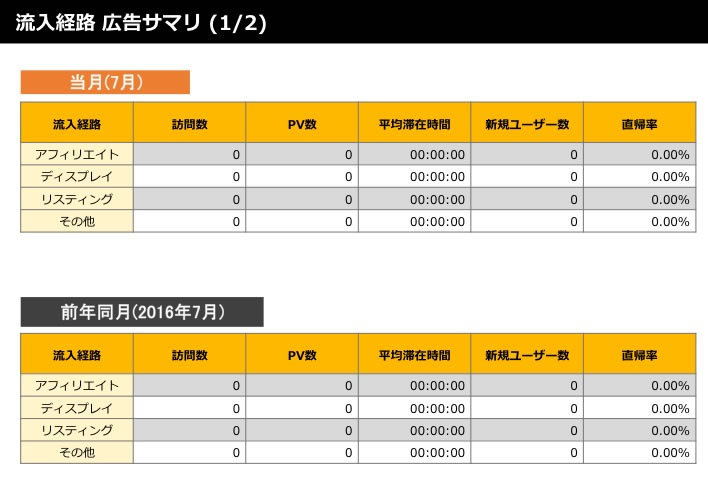 流入経路 広告サマリ (1/2)
当月(7月)
流入経路 訪問数 PV数 平均滞在時間 新規ユーザー数 直帰率
アフィリエイト 0 0 00:00:00 0 0.00%
ディスプレイ 0 0 00:00:00 0 0.00%
リスティング 0 0 00:00:00 0 0.00%
その他 0 0 00:00:00 0 0.00%
前年同月(2016年7月)
流入経路 訪問数 PV数 平均滞在時間 新規ユーザー数 直帰率
アフィリエイト 0 0 00:00:00 0 0.00%
ディスプレイ 0 0 00:00:00 0 0.00%
リスティング 0 0 00:00:00 0 0.00%
その他 0 0 00:00:00 0 0.00%